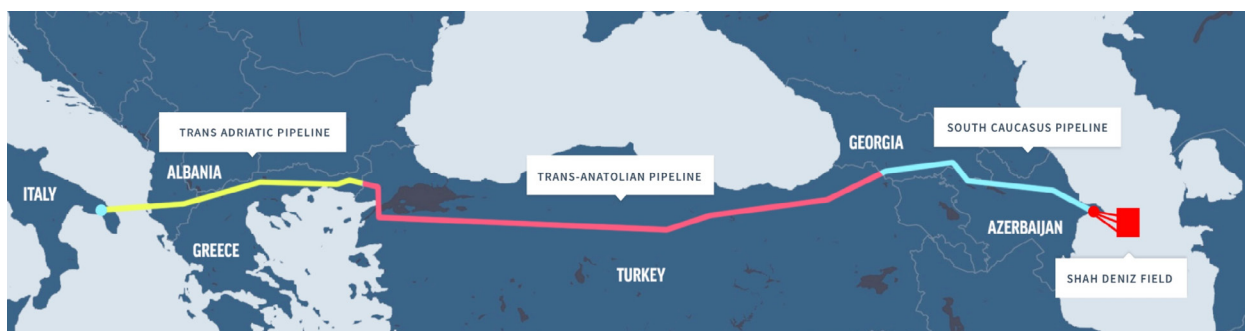 TRANS ADRIATIC PIPELINE
SOUTH CAUCASUS PIPELINE
GEORGIA
ALBANIA
TRANS-ANATOLIAN PIPELINE
ITALY
AZERBAIJAN
GREECE
TURKEY
SHAH DENIZ FIELD